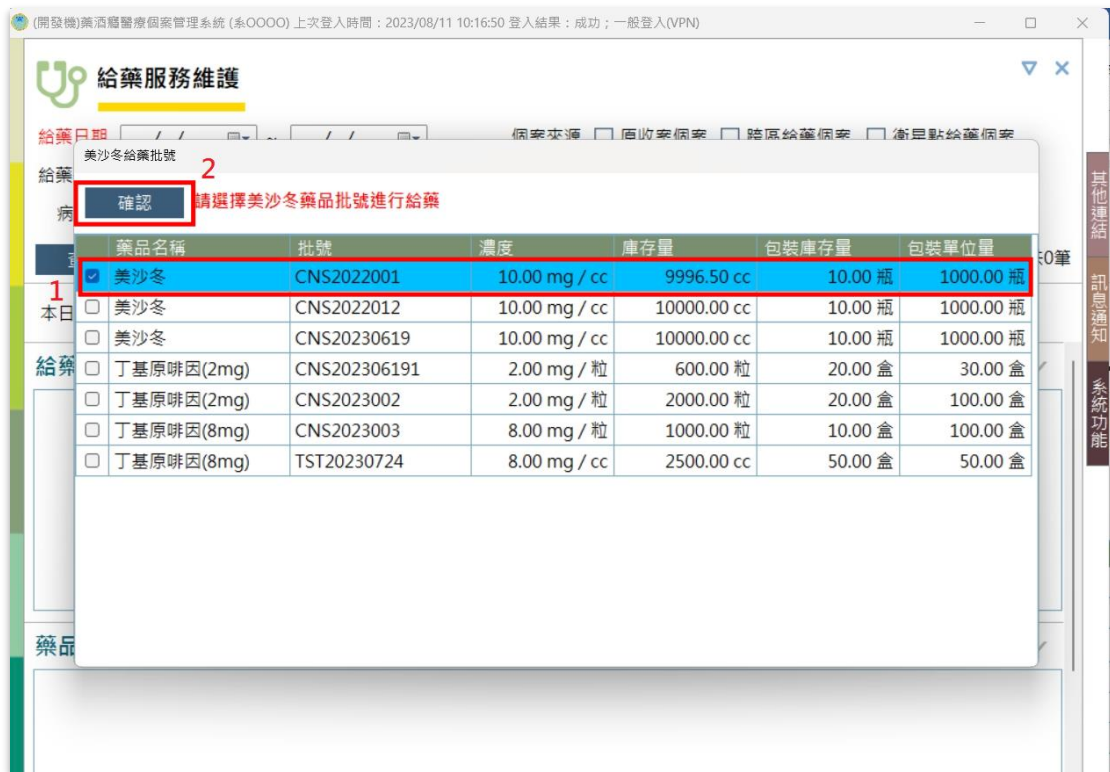 (開發機)藥酒癮醫療個案管理系統 (系OOOO) 上次登入時間：2023/08/11 10:16:50 登入結果：成功；一般登入(VPN)
給藥服務維護
給藥日期 / / ~ / / 個案來源 原收案個案 跨區給藥個案 衛星點給藥個案
美沙冬給藥批號
給藥
2
確認 請選擇美沙冬藥品批號進行給藥
病
藥品名稱 批號 濃度 庫存量 包裝庫存量 包裝單位量
0筆
美沙冬 CNS2022001 10.00 mg / cc 9996.50 cc 10.00 瓶 1000.00 瓶
1
本日
美沙冬 CNS2022012 10.00 mg / cc 10000.00 cc 10.00 瓶 1000.00 瓶
美沙冬 CNS20230619 10.00 mg / cc 10000.00 cc 10.00 瓶 1000.00 瓶
給藥
丁基原啡因(2mg) CNS202306191 2.00 mg / 粒 600.00 粒 20.00 盒 30.00 盒
丁基原啡因(2mg) CNS2023002 2.00 mg / 粒 2000.00 粒 20.00 盒 100.00 盒
丁基原啡因(8mg) CNS2023003 8.00 mg / 粒 1000.00 粒 10.00 盒 100.00 盒
丁基原啡因(8mg) TST20230724 8.00 mg / cc 2500.00 cc 50.00 盒 50.00 盒
藥品
其他連結
訊息通知
系統功能